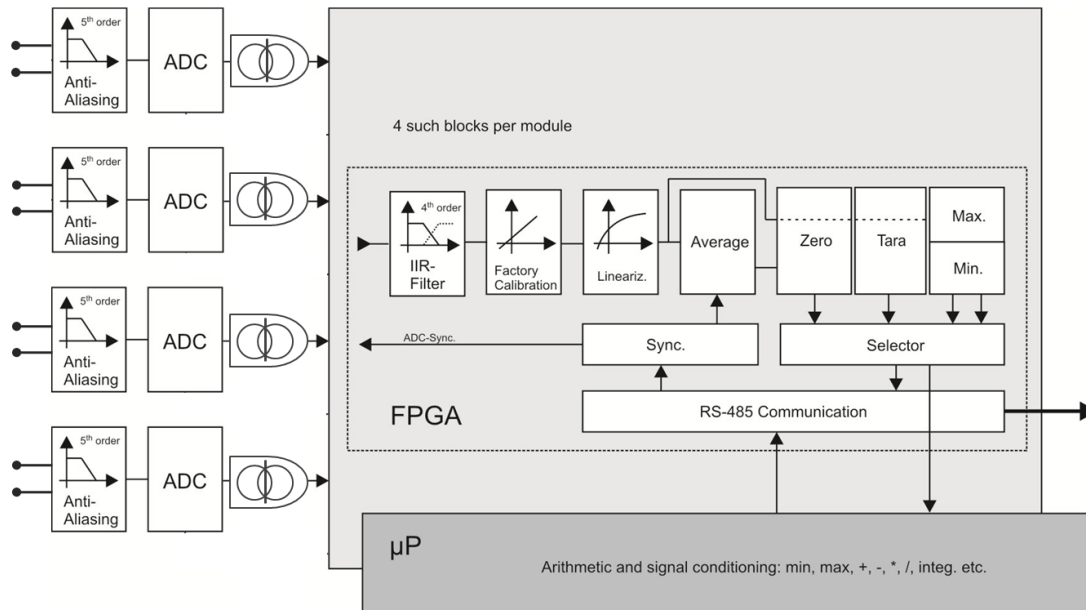 5th order
Anti-
Aliasing
ADC
4 such blocks per module
5th order
Anti-
Aliasing
ADC
4th order
IIR-
Filter
Factory
Calibration
Lineariz.
Average
Zero
Tara
Max.
Min.
5th order
Anti-
Aliasing
ADC
ADC-Sync.
Sync.
Selector
FPGA
RS-485 Communication
5th order
Anti-
Aliasing
ADC
µP
Arithmetic and signal conditioning: min, max, +, -, *, /, integ. etc.